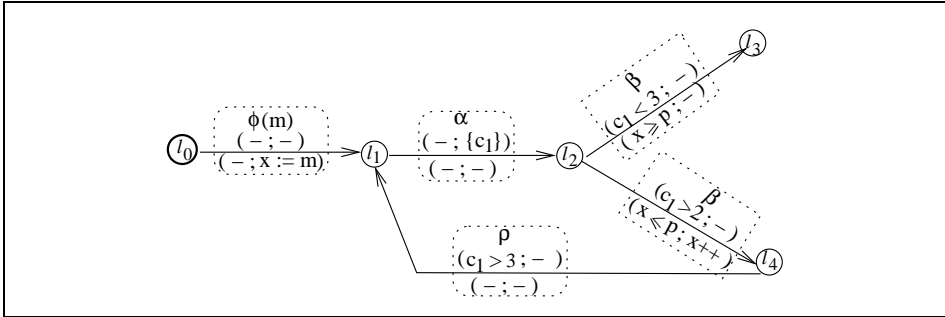 l₀
ϕ(m)
( – ; – )
( – ; x := m )
l₁
α
( – ; {c₁})
( – ; – )
l₂
β
(c₁ < 3 ; – )
(x ⩾ p ; – )
l₃
β
(c₁ >2 ; – )
(x ⩽ p ; x++ )
l₄
ρ
(c₁ > 3 ; – )
( – ; – )